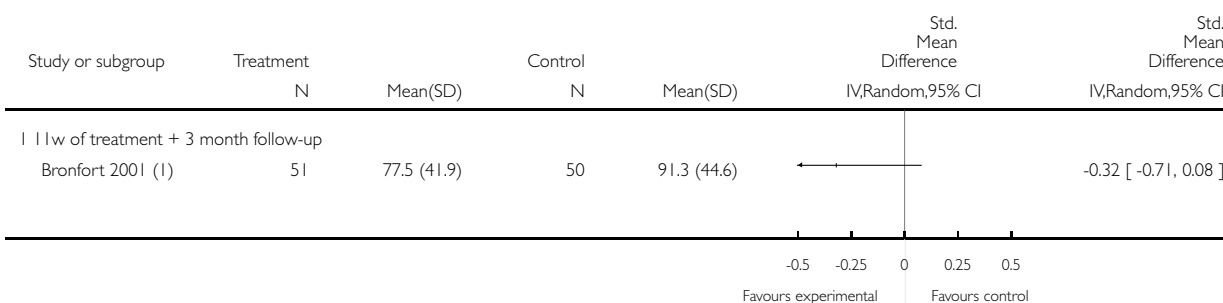 Std.
Mean
Difference
Std.
Mean
Difference
Study or subgroup Treatment Control
N Mean(SD) N Mean(SD) IV,Random,95% CI IV,Random,95% CI
1 11w of treatment + 3 month follow-up
Bronfort 2001 (1) 51 77.5 (41.9) 50 91.3 (44.6) -0.32 [ -0.71, 0.08 ]
-0.5 -0.25 0 0.25 0.5
Favours experimental Favours control